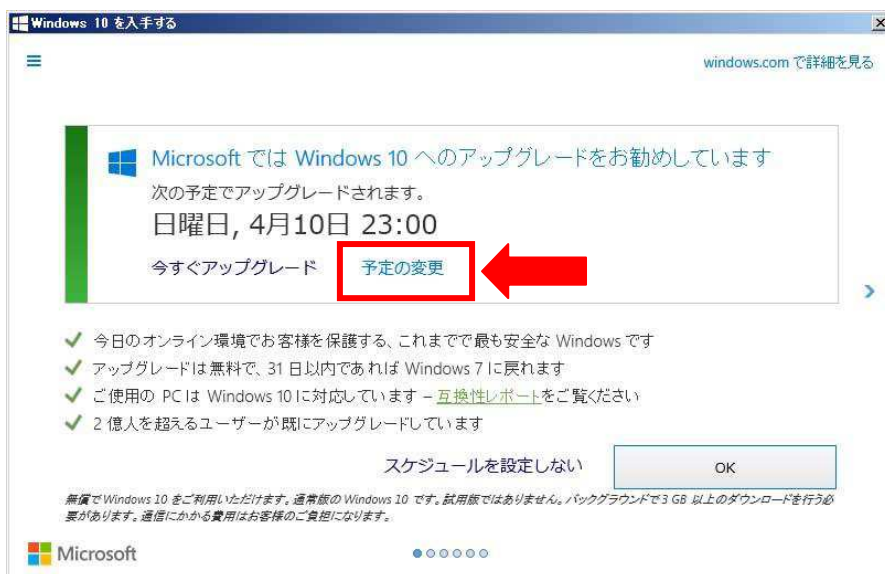 Windows 10 を入手する
windows.com で詳細を見る
Microsoft では Windows 10 へのアップグレードをお勧めしています
次の予定でアップグレードされます。
日曜日, 4月10日 23:00
今すぐアップグレード 予定の変更
今日のオンライン環境でお客様を保護する、これまでで最も安全な Windows です
アップグレードは無料で、31 日以内であれば Windows 7 に戻れます
ご使用の PC は Windows 10 に対応しています – 互換性レポートをご覧ください
2 億人を超えるユーザーが既にアップグレードしています
スケジュールを設定しない OK
無償で Windows 10 をご利用いただけます。通常版の Windows 10 です。試用版ではありません。バックグラウンドで 3 GB 以上のダウンロードを行う必
要があります。通信にかかる費用はお客様のご負担になります。
Microsoft